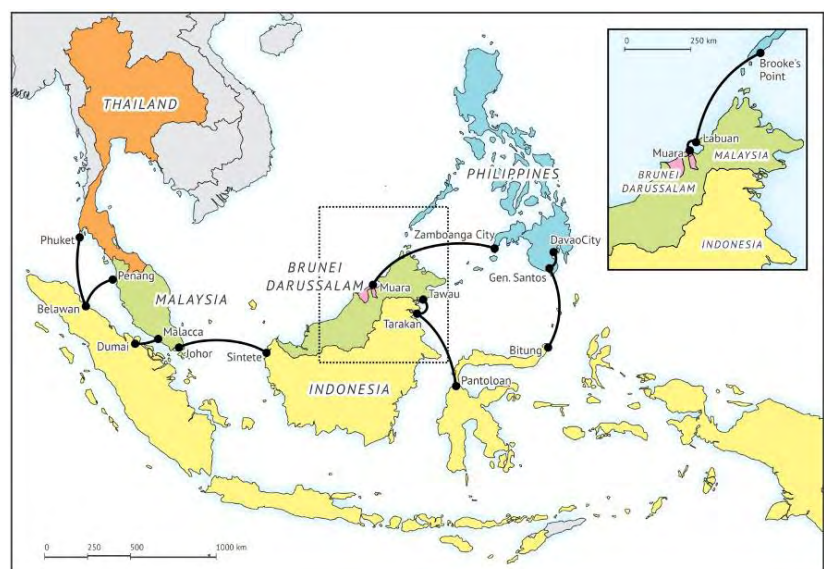 THAILAND
PHILIPPINES
Phuket
Penang
Belawan
MALAYSIA
Dumai
Malacca
Johor
Sintete
BRUNEI
DARUSSALAM
Muara
Zamboanga City
DavaoCity
Gen. Santos
Tawau
Tarakan
INDONESIA
Pantoloan
Bitung
0 250 500 1000 km
0 250 km
Brooke's
Point
Labuan
Muara
MALAYSIA
BRUNEI
DARUSSALAM
INDONESIA